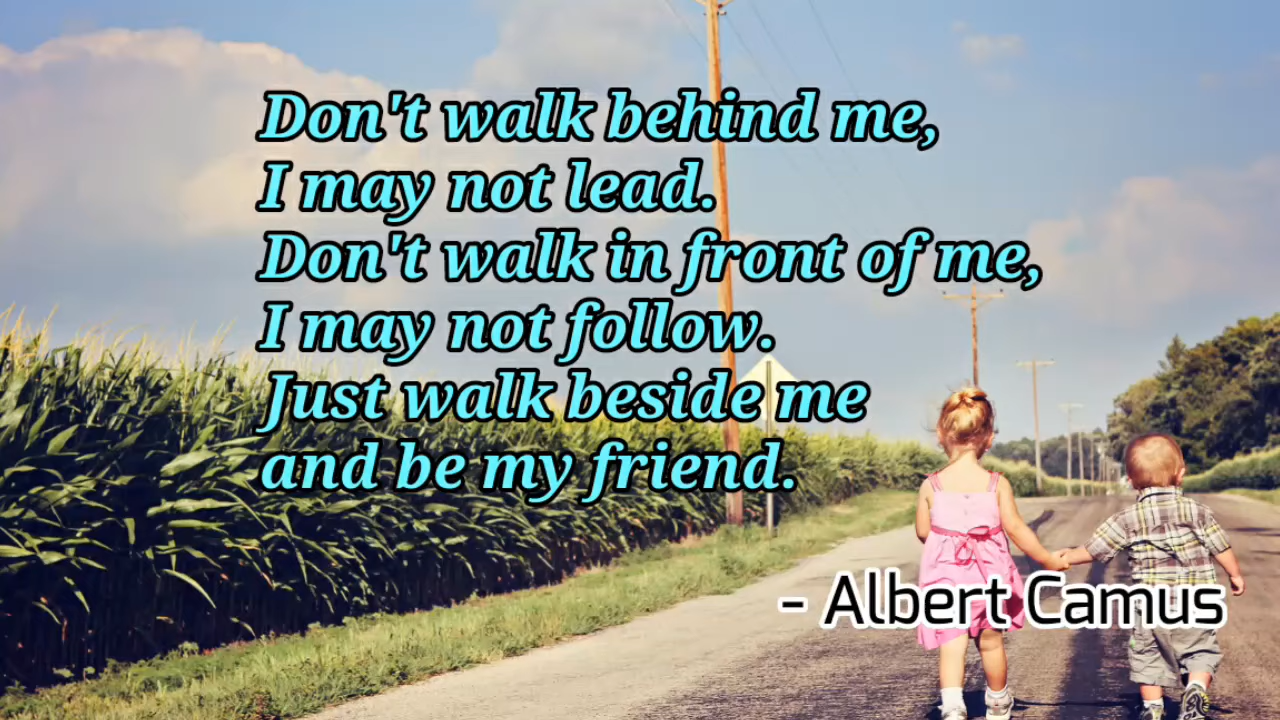 Don't walk behind me,
I may not lead.
Don't walk in front of me,
I may not follow.
Just walk beside me
and be my friend.
- Albert Camus